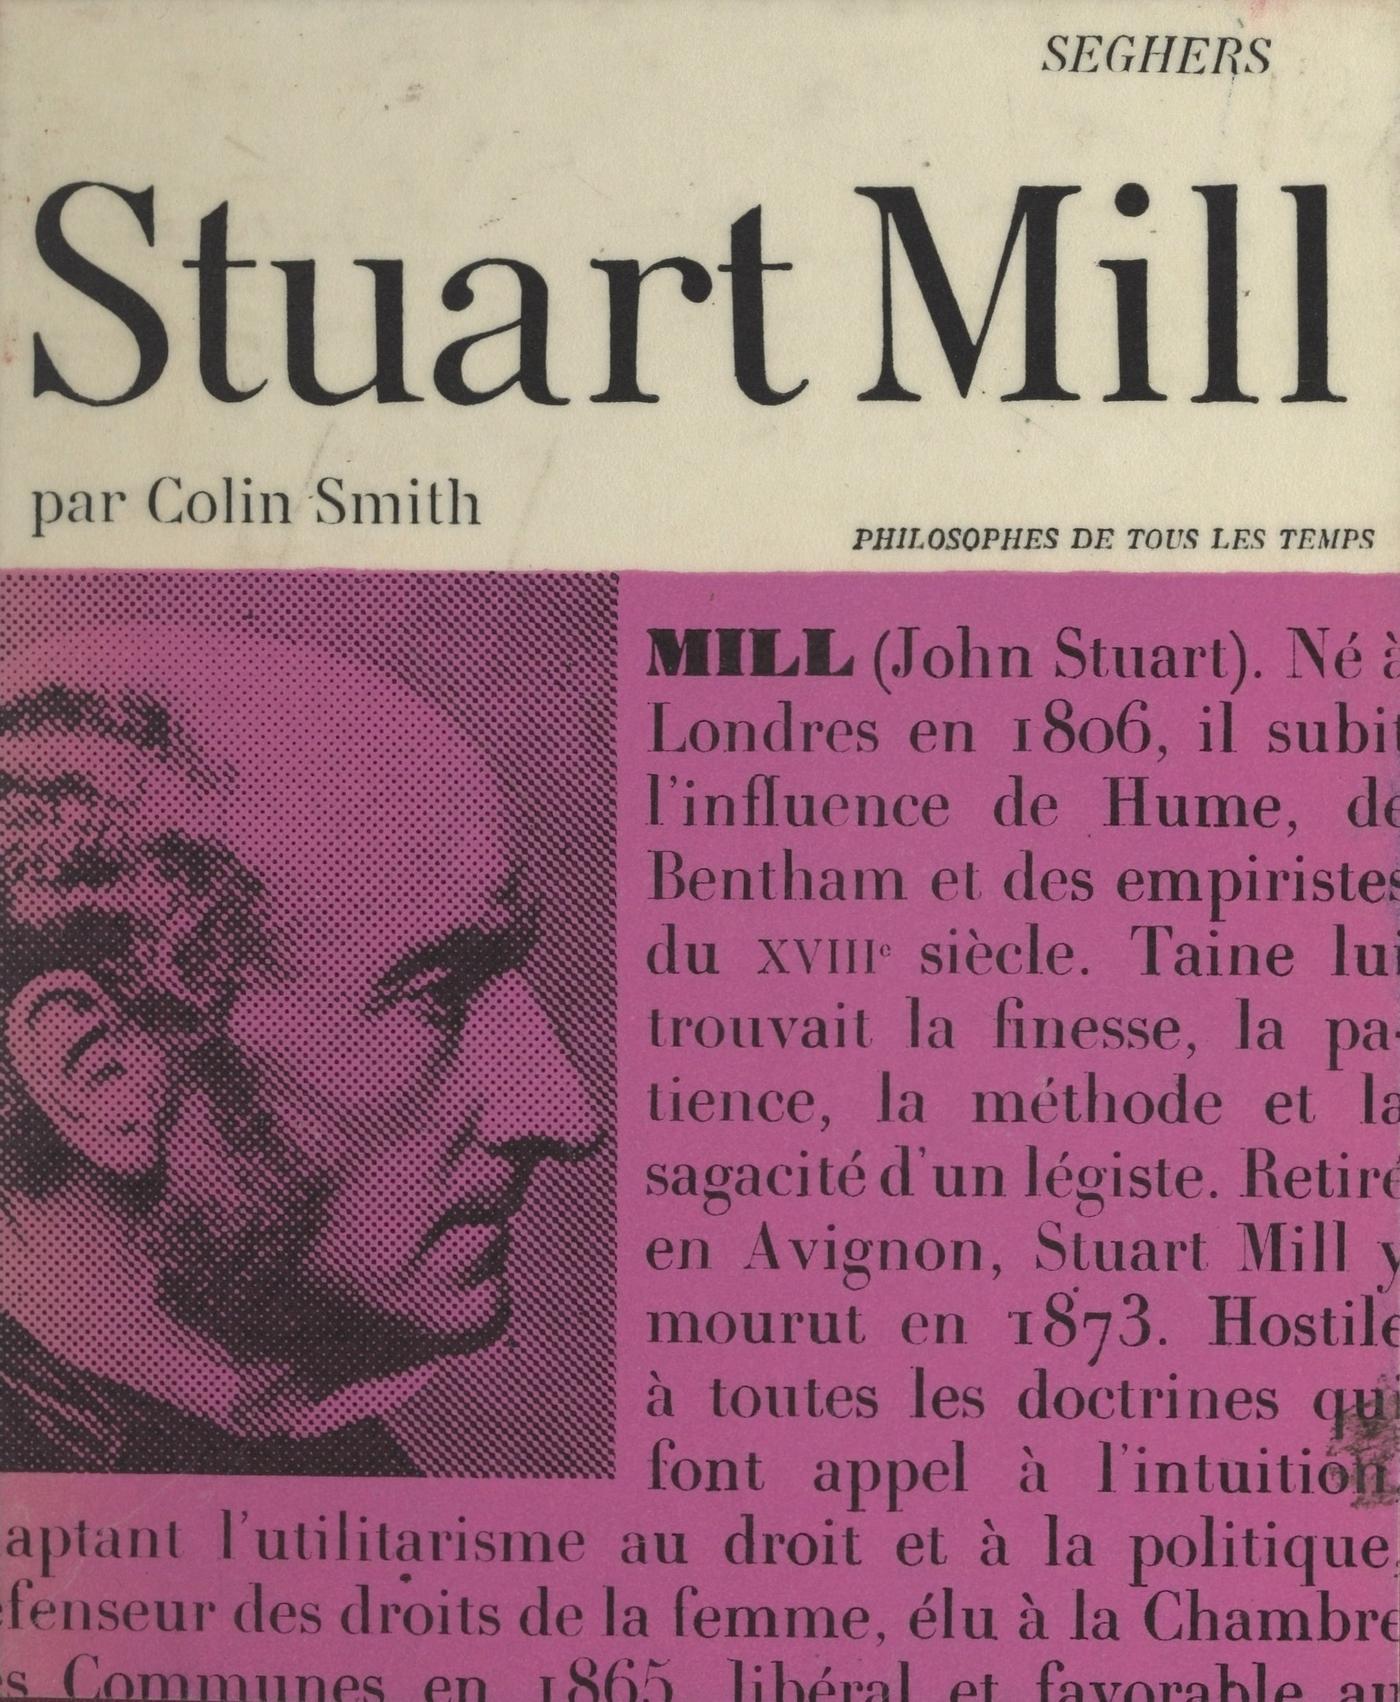 SEGHERS
Stuart Mill
par Colin Smith
PHILOSOPHES DE TOUS LES TEMPS
MILL (John Stuart). Né à
Londres en 1806, il subit
l'influence de Hume, de
Bentham et des empiristes
du XVIIIe siècle. Taine lui
trouvait la finesse, la pa-
tience, la méthode et la
sagacité d'un légiste. Retiré
en Avignon, Stuart Mill y
mourut en 1873. Hostile
à toutes les doctrines qui
font appel à l'intuition,
aptant l'utilitarisme au droit et à la politique,
fenseur des droits de la femme, élu à la Chambre
s Communes en 1865, libéral et favorable au